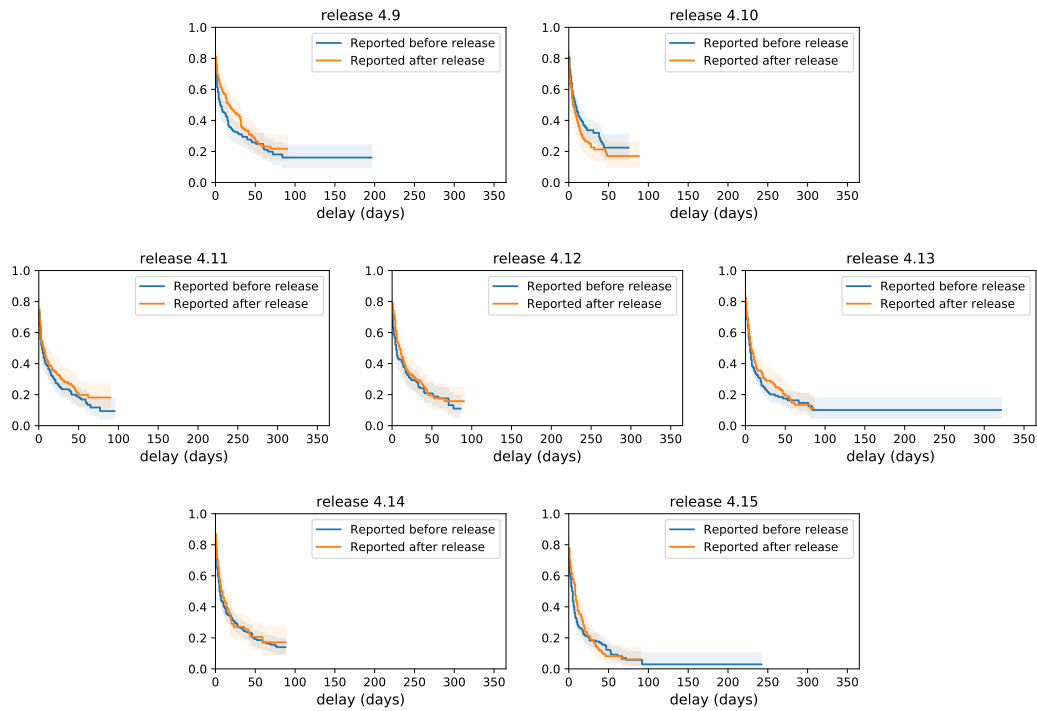 release 4.9
1.0
0.8
0.6
0.4
0.2
0.0
Reported before release
Reported after release
0 50 100 150 200 250 300 350
delay (days)
release 4.10
1.0
0.8
0.6
0.4
0.2
0.0
Reported before release
Reported after release
0 50 100 150 200 250 300 350
delay (days)
release 4.11
1.0
0.8
0.6
0.4
0.2
0.0
Reported before release
Reported after release
0 50 100 150 200 250 300 350
delay (days)
release 4.12
1.0
0.8
0.6
0.4
0.2
0.0
Reported before release
Reported after release
0 50 100 150 200 250 300 350
delay (days)
release 4.13
1.0
0.8
0.6
0.4
0.2
0.0
Reported before release
Reported after release
0 50 100 150 200 250 300 350
delay (days)
release 4.14
1.0
0.8
0.6
0.4
0.2
0.0
Reported before release
Reported after release
0 50 100 150 200 250 300 350
delay (days)
release 4.15
1.0
0.8
0.6
0.4
0.2
0.0
Reported before release
Reported after release
0 50 100 150 200 250 300 350
delay (days)